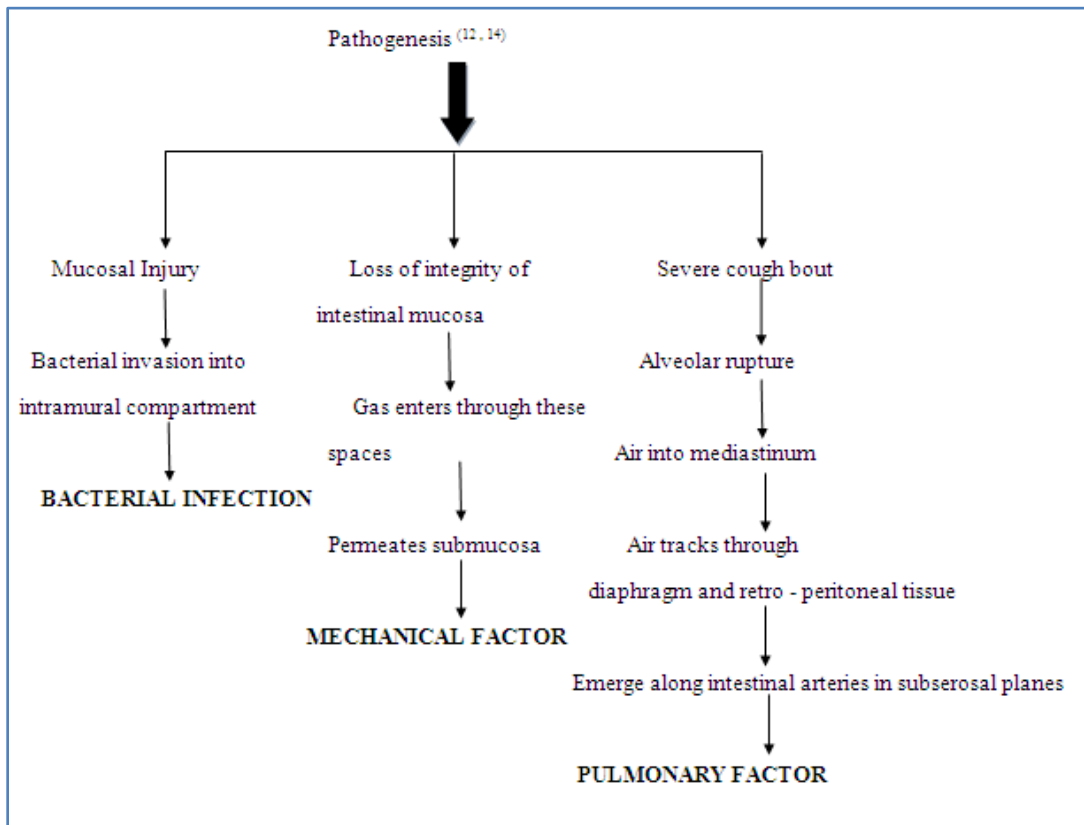 Pathogenesis (12, 14)
Mucosal Injury
Bacterial invasion into
intramural compartment
BACTERIAL INFECTION
Loss of integrity of
intestinal mucosa
Gas enters through these
spaces
Permeates submucosa
MECHANICAL FACTOR
Severe cough bout
Alveolar rupture
Air into mediastinum
Air tracks through
diaphragm and retro - peritoneal tissue
Emerge along intestinal arteries in subserosal planes
PULMONARY FACTOR